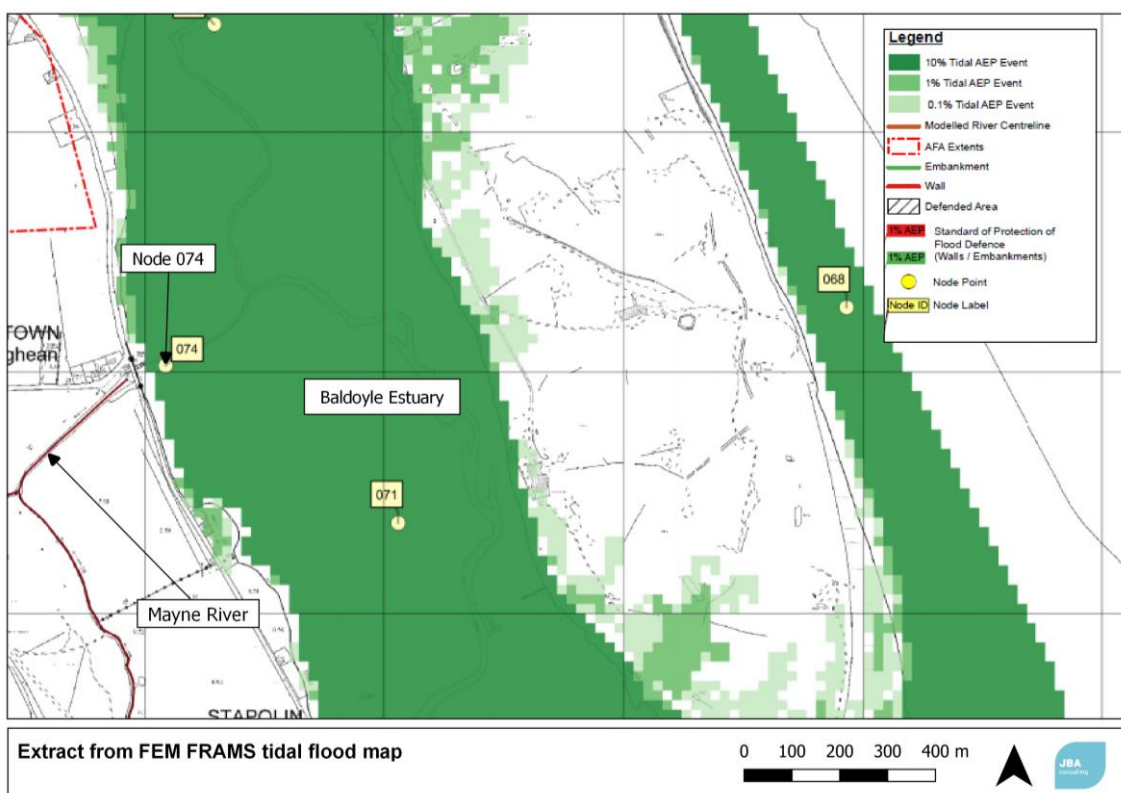 Legend
10% Tidal AEP Event
1% Tidal AEP Event
0.1% Tidal AEP Event
Modelled River Centreline
AFA Extents
Embankment
Wall
Defended Area
1% AEP Standard of Protection of
Flood Defence
1% AEP (Walls / Embankments)
Node Point
Node ID Node Label
068
Node 074
TOWN
ghean
074
Baldoyle Estuary
071
Mayne River
STAPOLIN
Extract from FEM FRAMS tidal flood map
0 100 200 300 400 m
JBA
consulting